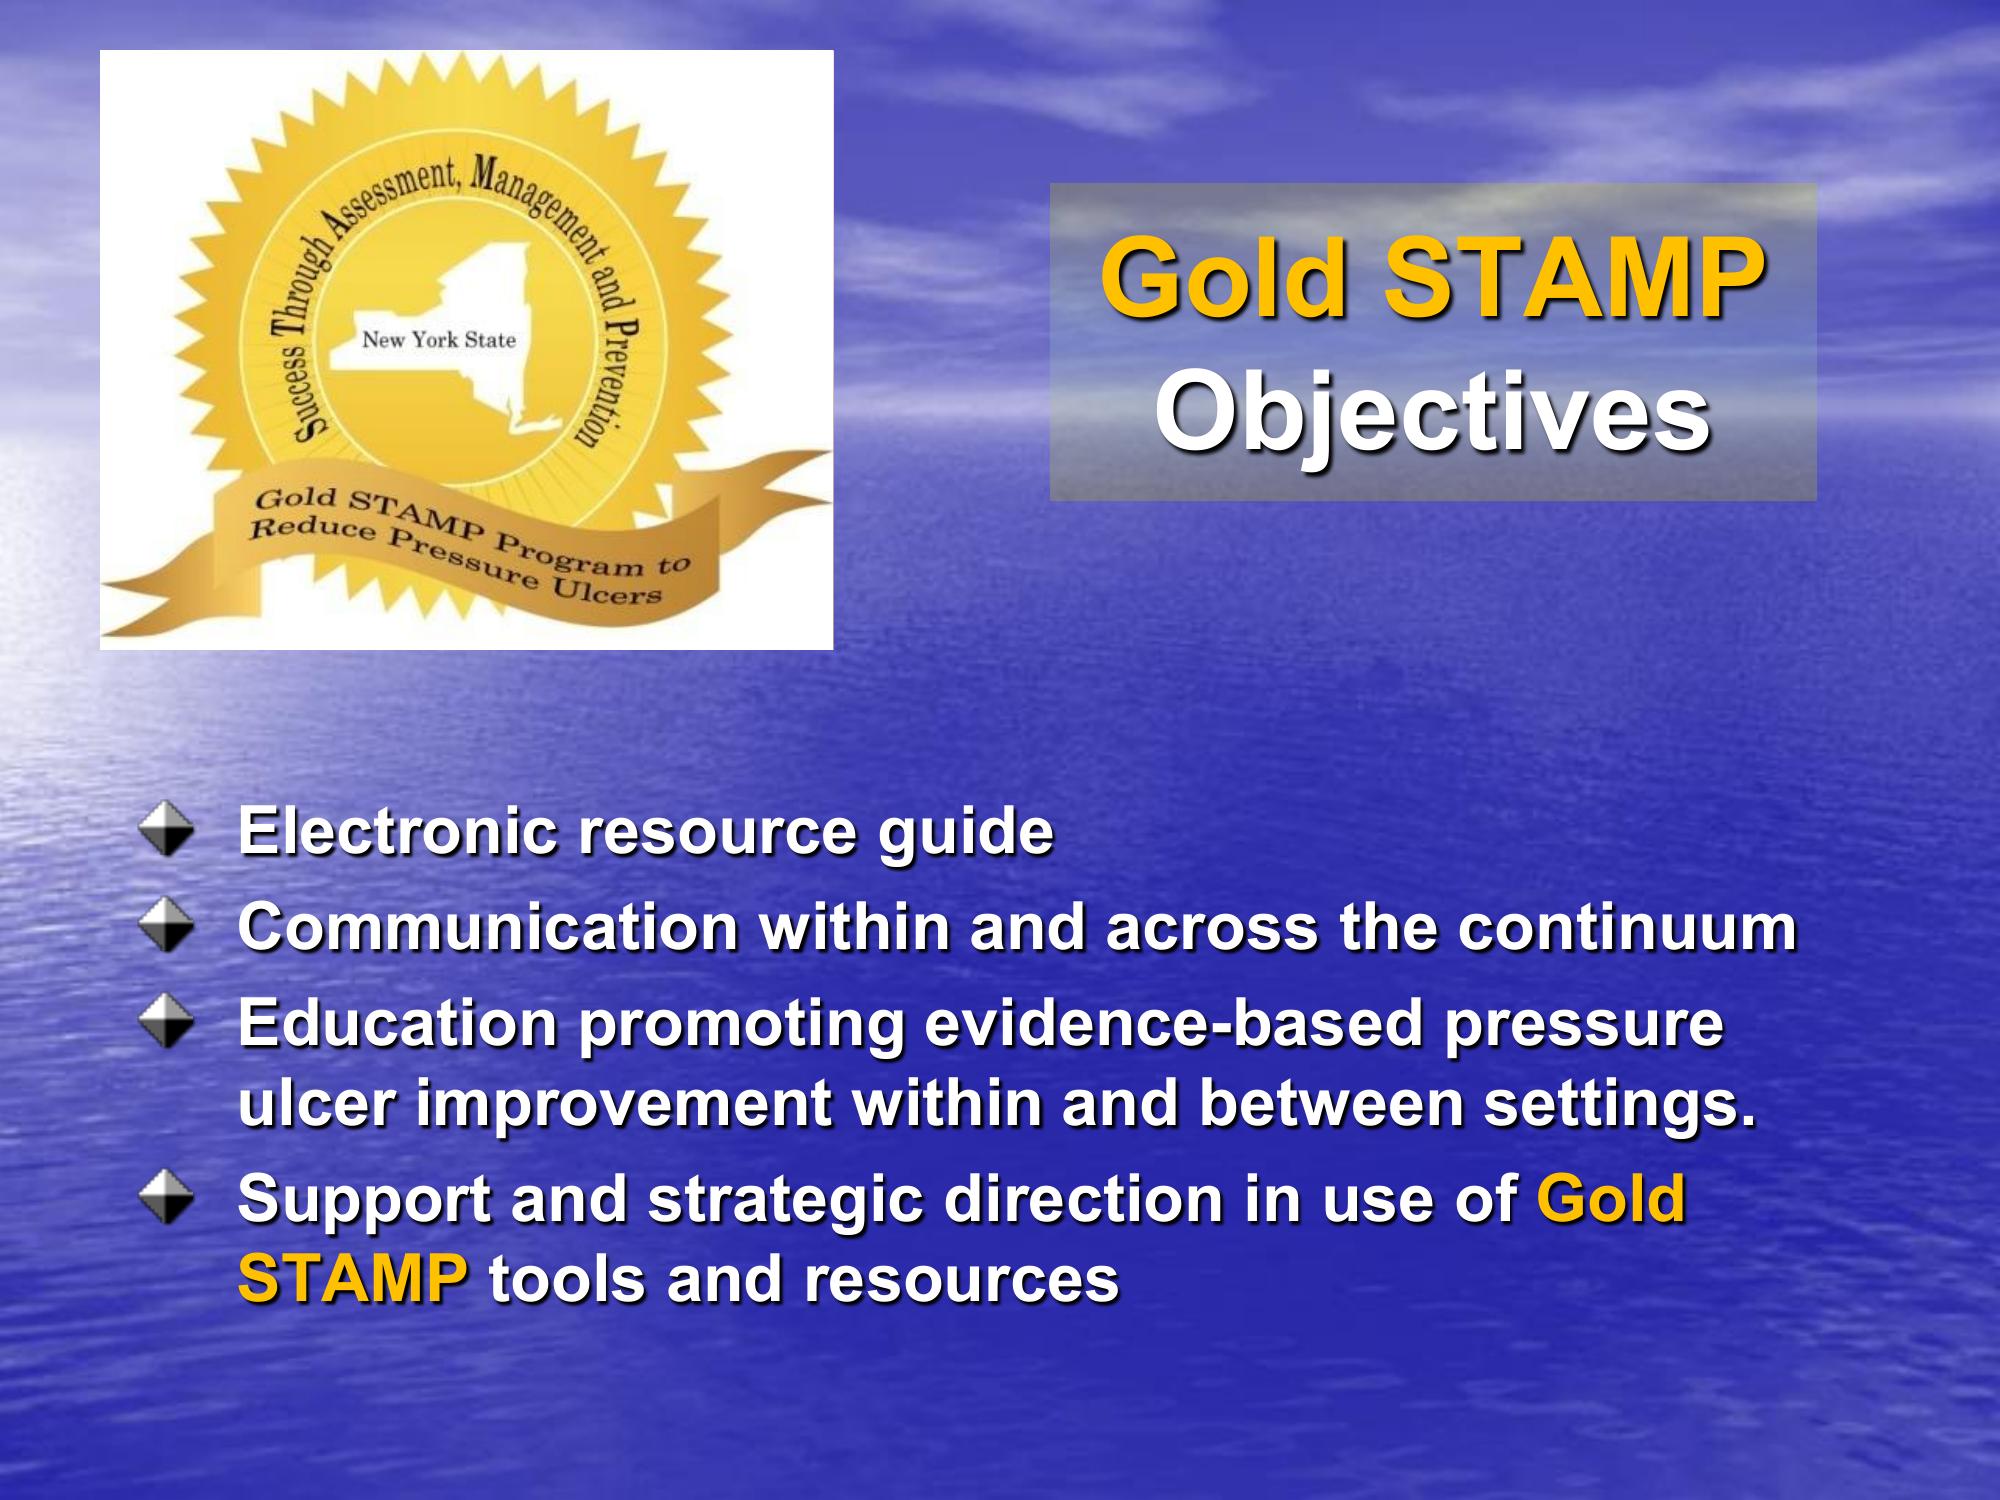 Success Through Assessment, Management and Prevention
New York State
Gold STAMP Program to
Reduce Pressure Ulcers
Gold STAMP
Objectives
Electronic resource guide
Communication within and across the continuum
Education promoting evidence-based pressure
ulcer improvement within and between settings.
Support and strategic direction in use of Gold
STAMP tools and resources